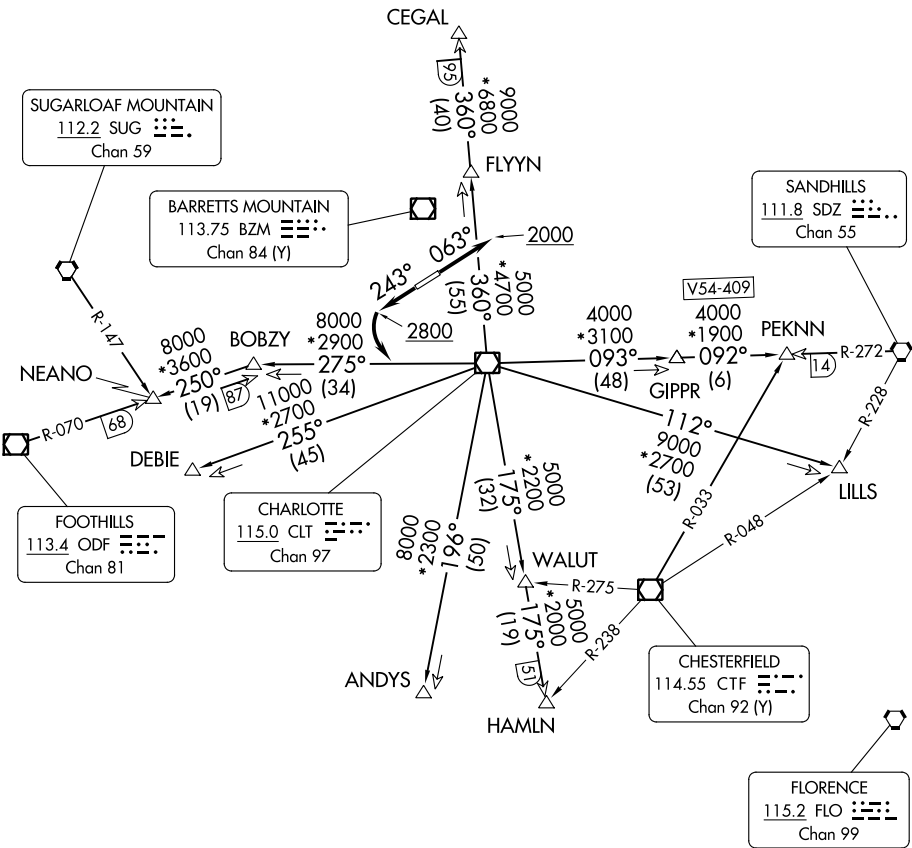 CEGAL
95
360°
(40)
9000
*6800
FLYYN
SUGARLOAF MOUNTAIN
112.2 SUG
Chan 59
BARRETTS MOUNTAIN
113.75 BZM
Chan 84 (Y)
SANDHILLS
111.8 SDZ
Chan 55
243°
063°
2000
2800
360°
(55)
5000
*4700
V54-409
R-147
NEANO
8000
*3600
250°
(19)
BOBZY
87
8000
*2900
275°
(34)
4000
*3100
093°
(48)
GIPPR
4000
*1900
092°
(6)
PEKNN
14
R-272
R-228
R-070
68
11000
*2700
255°
(45)
DEBIE
112°
9000
*2700
(53)
LILLS
R-033
R-048
FOOTHILLS
113.4 ODF
Chan 81
CHARLOTTE
115.0 CLT
Chan 97
5000
*2200
175°
(32)
8000
*2300
196°
(50)
WALUT
R-275
5000
*2000
175°
(19)
51
R-238
ANDYS
HAMLN
CHESTERFIELD
114.55 CTF
Chan 92 (Y)
FLORENCE
115.2 FLO
Chan 99